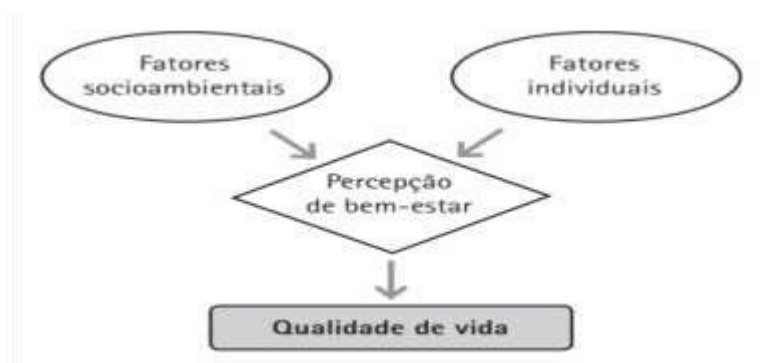 Fatores
socioambientais
Fatores
individuais
Percepção
de bem-estar
Qualidade de vida